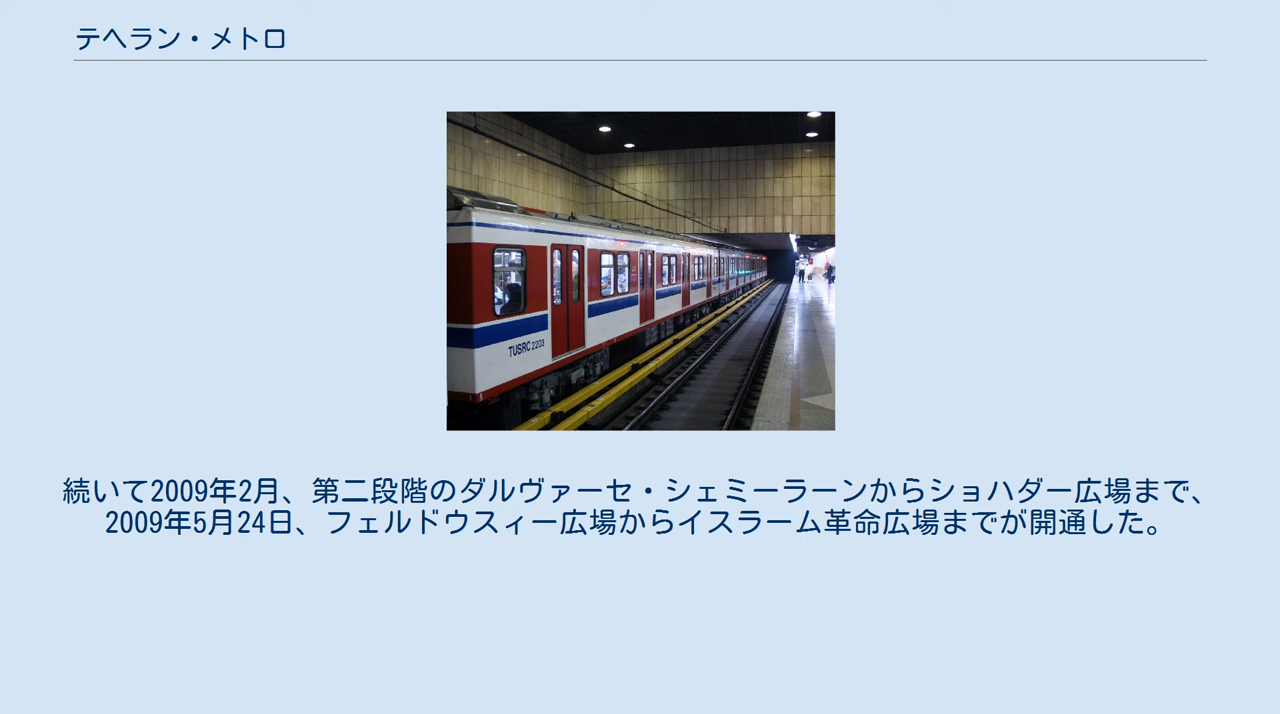 テヘラン・メトロ
TUSRC 2203
続いて2009年2月、第二段階のダルヴァーセ・シェミーラーンからショハダー広場まで、
2009年5月24日、フェルドウスィー広場からイスラーム革命広場までが開通した。